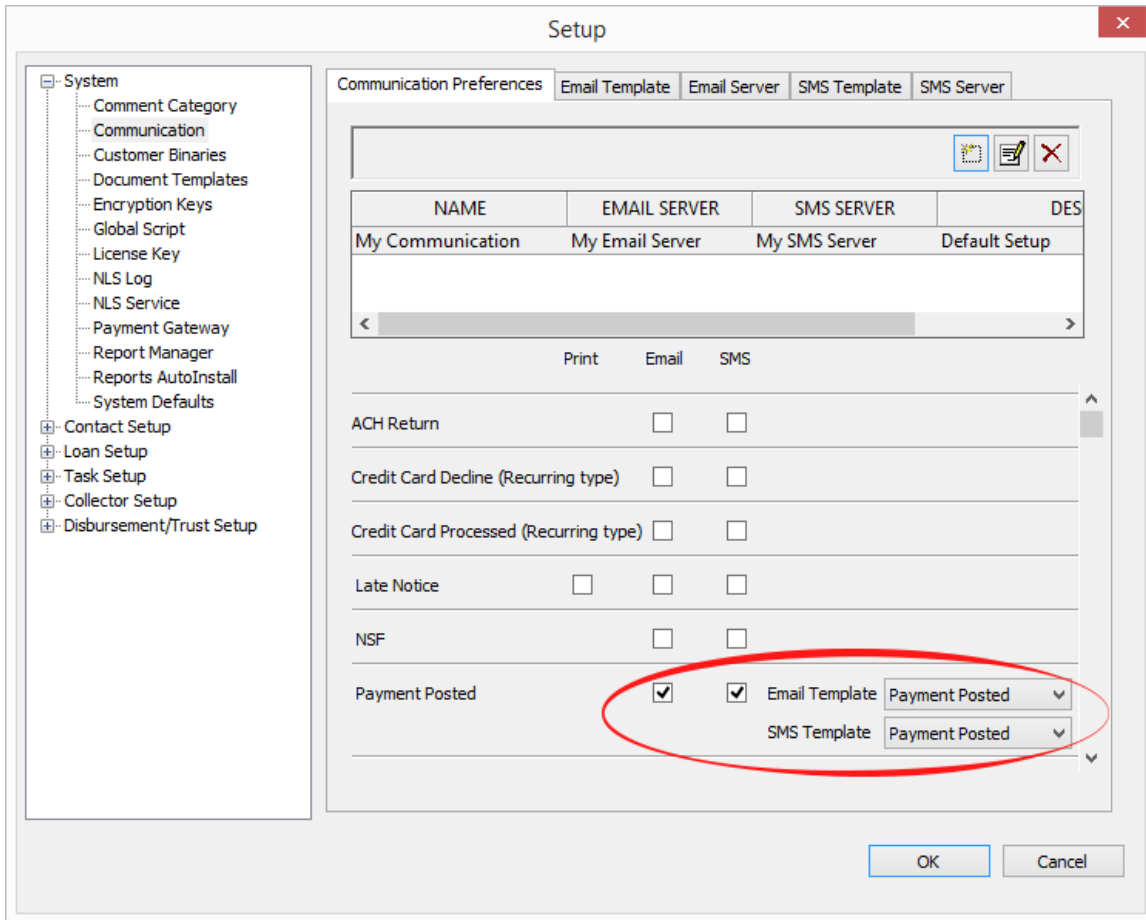 Setup
System
Comment Category
Communication
Customer Binaries
Document Templates
Encryption Keys
Global Script
License Key
NLS Log
NLS Service
Payment Gateway
Report Manager
Reports AutoInstall
System Defaults
Contact Setup
Loan Setup
Task Setup
Collector Setup
Disbursement/Trust Setup
Communication Preferences Email Template Email Server SMS Template SMS Server
NAME EMAIL SERVER SMS SERVER DES
My Communication My Email Server My SMS Server Default Setup
Print Email SMS
ACH Return
Credit Card Decline (Recurring type)
Credit Card Processed (Recurring type)
Late Notice
NSF
Payment Posted Email Template Payment Posted
SMS Template Payment Posted
OK Cancel